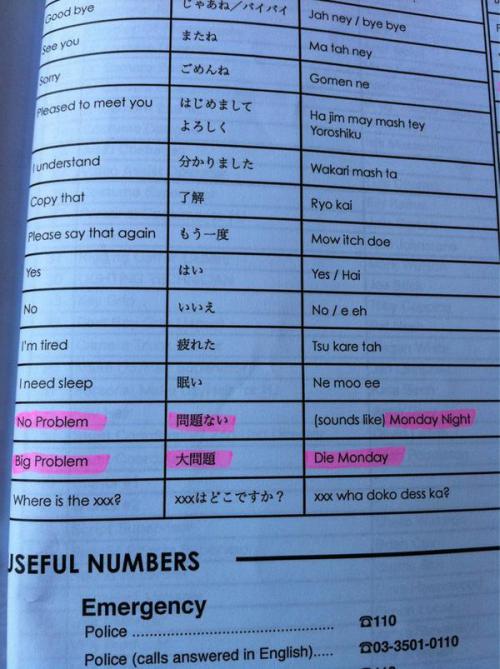 Good bye じゃあね／バイバイ Jah ney / bye bye
See you またね Ma tah ney
Sorry ごめんね Gomen ne
Pleased to meet you はじめまして Ha jim may mash tey
よろしく Yoroshiku
I understand 分かりました Wakari mash ta
Copy that 了解 Ryo kai
Please say that again もう一度 Mow itch doe
Yes はい Yes / Hai
No いいえ No / e eh
I'm tired 疲れた Tsu kare tah
I need sleep 眠い Ne moo ee
No Problem 問題ない (sounds like) Monday Night
Big Problem 大問題 Die Monday
Where is the xxx? xxxはどこですか？ xxx wha doko dess ka?
USEFUL NUMBERS
Emergency
Police ........................................ ☎110
Police (calls answered in English)..... ☎03-3501-0110